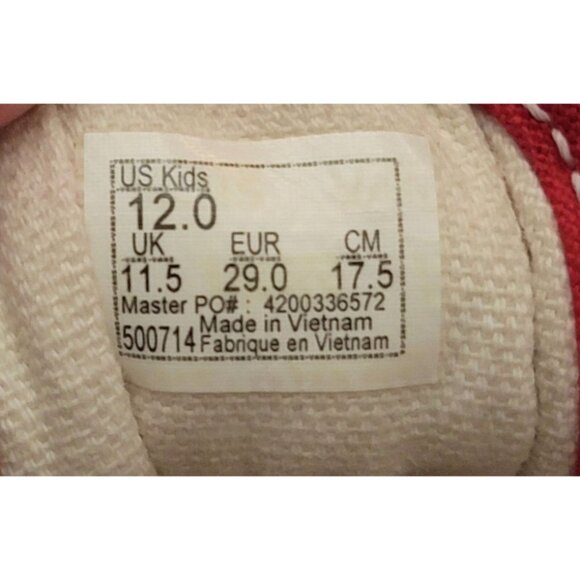 US Kids
12.0
UK EUR CM
11.5 29.0 17.5
Master PO# : 4200336572
500714 Made in Vietnam
Fabrique en Vietnam